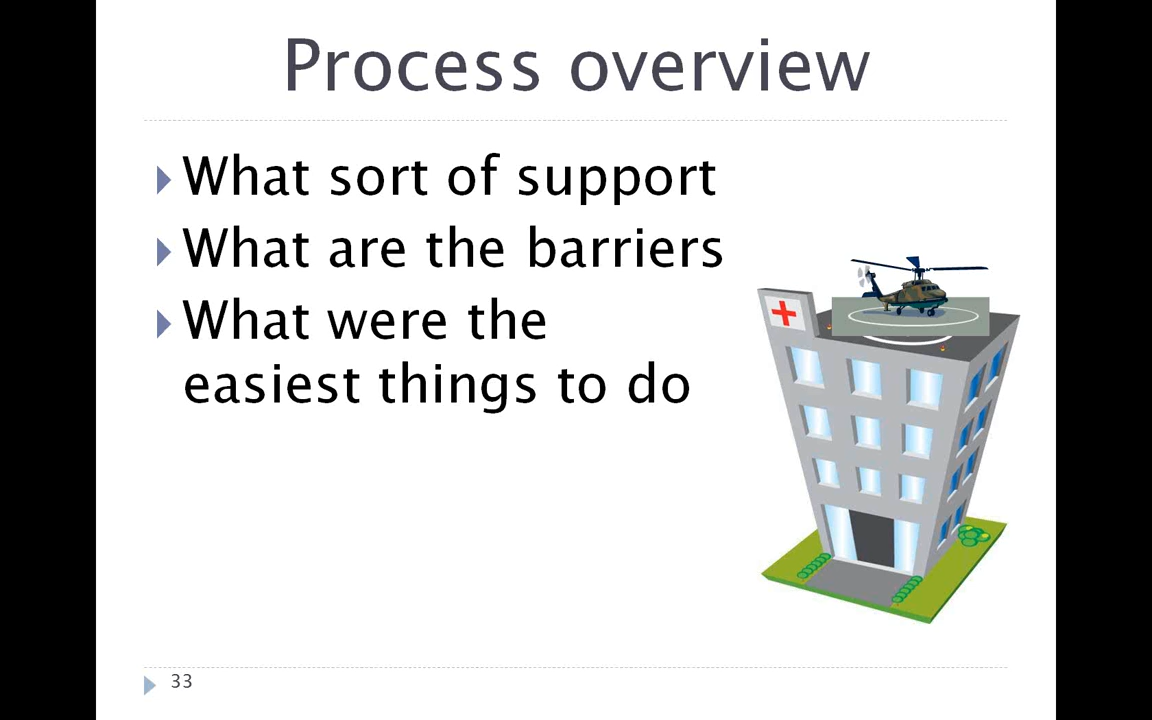 Process overview
What sort of support
What are the barriers
What were the
easiest things to do
33